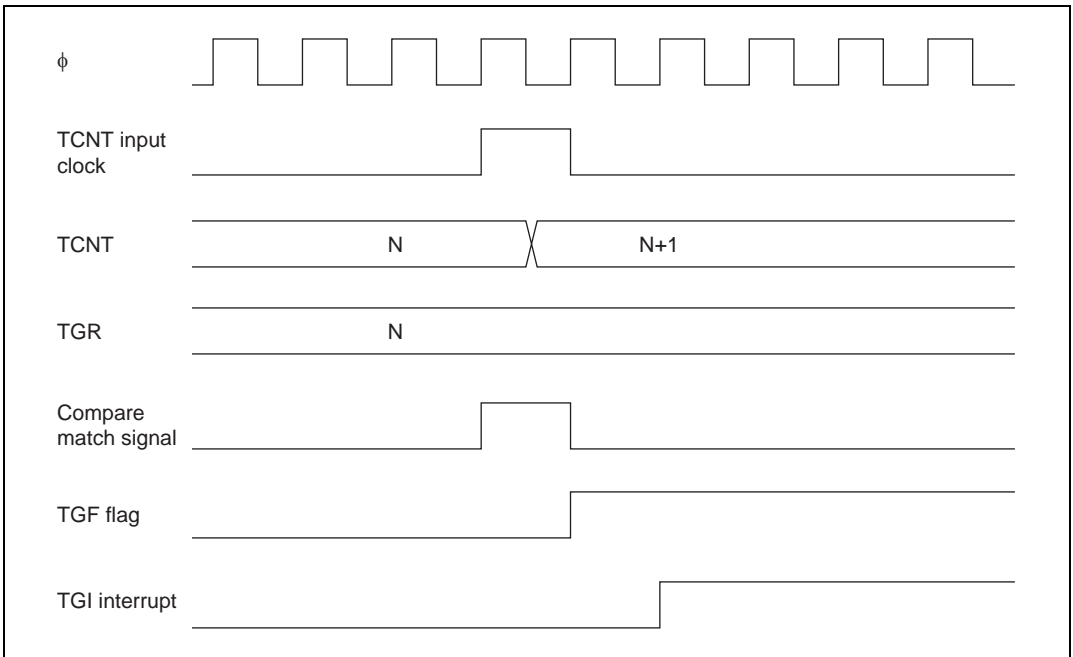 ϕ
TCNT input
clock
TCNT
N
N+1
TGR
N
Compare
match signal
TGF flag
TGI interrupt